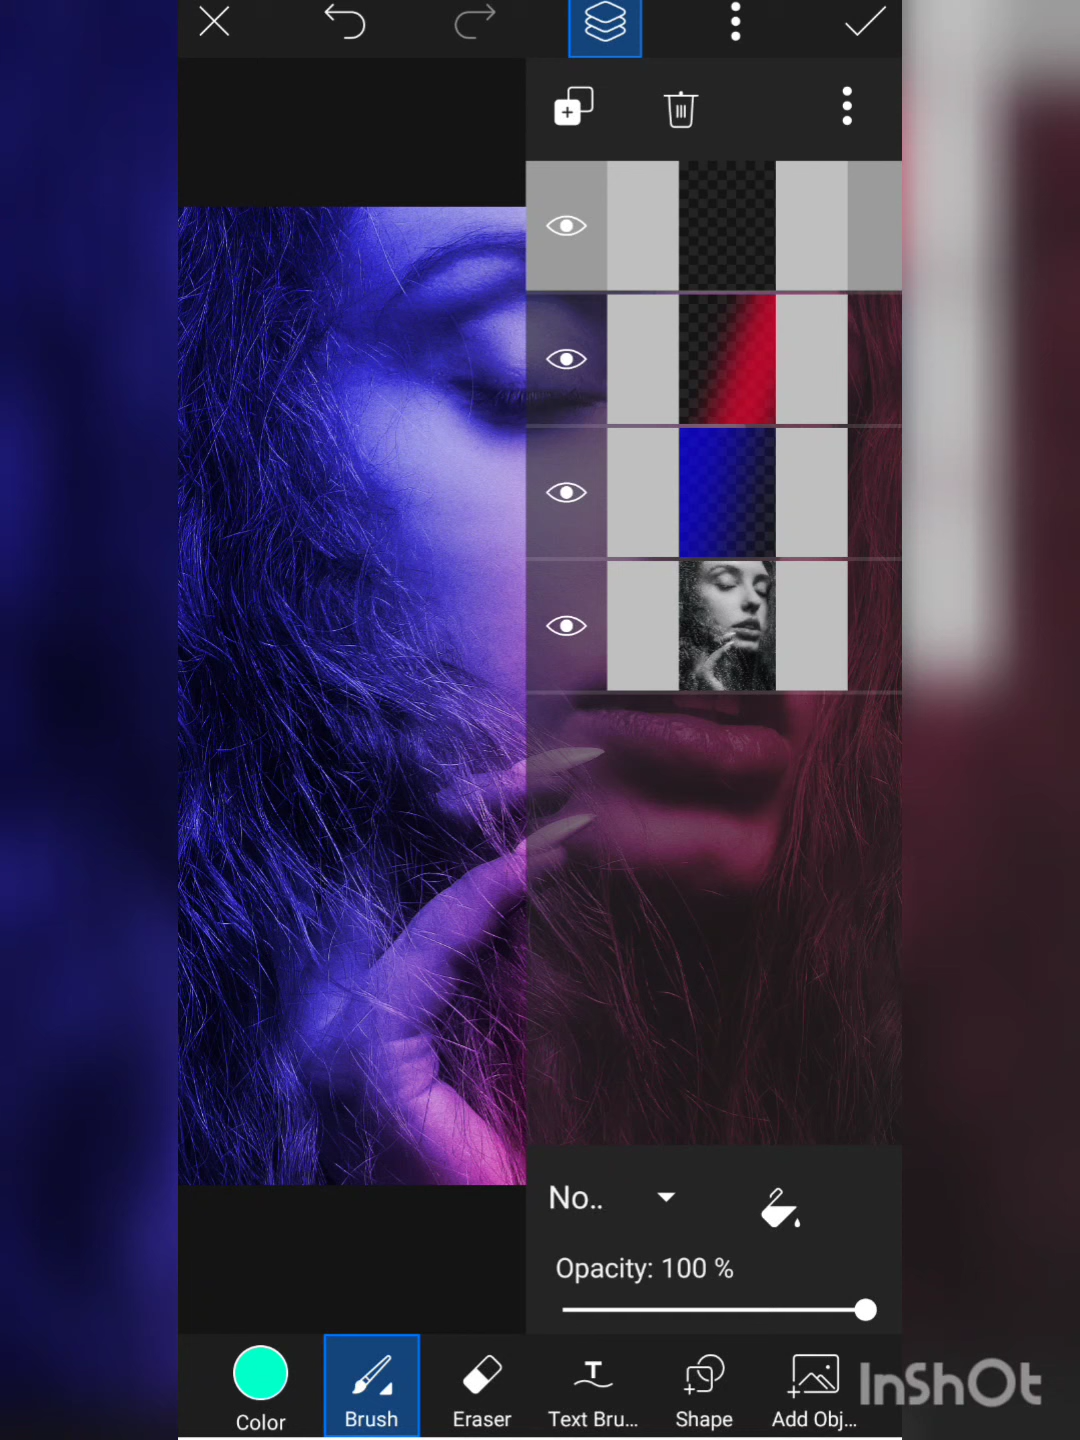 No..
Opacity: 100 %
Color
Brush
Eraser
Text Bru...
Shape
Add Obj...
InShOt